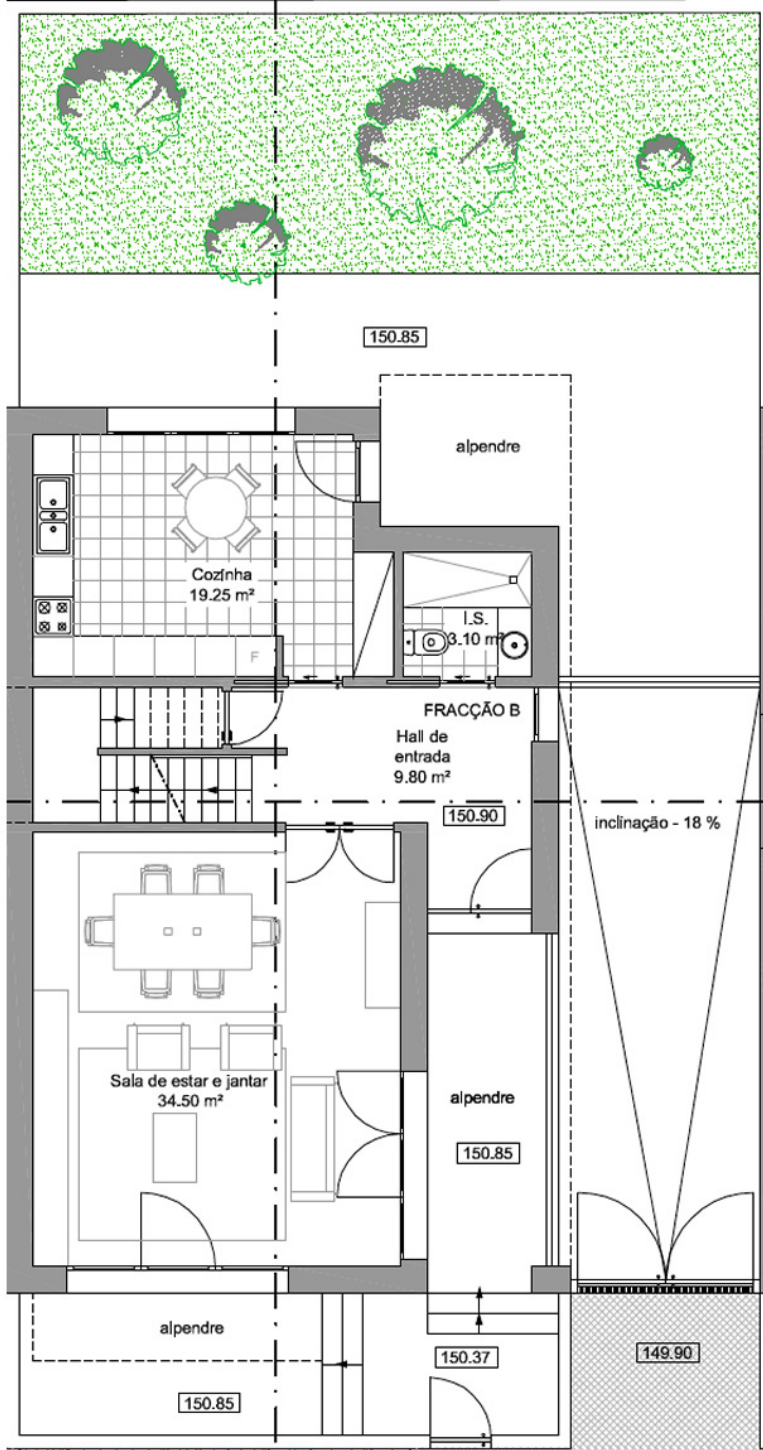 150.85
alpendre
Cozinha
19.25 m²
I.S.
3.10 m²
F
FRACÇÃO B
Hall de
entrada
9.80 m²
150.90
inclinação - 18 %
Sala de estar e jantar
34.50 m²
alpendre
150.85
alpendre
150.37
149.90
150.85